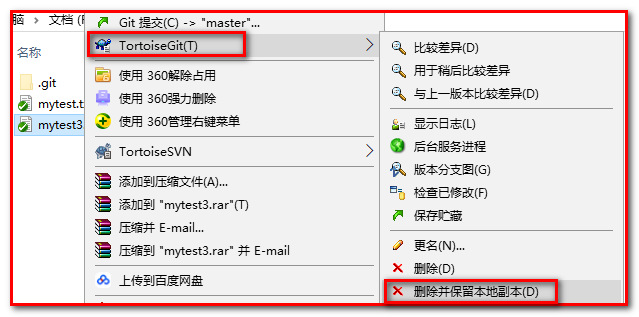 脑 › 文档 (
名称
.git
mytest.t
mytest3
Git 提交(C) -> "master"...
TortoiseGit(T)
使用 360解除占用
使用 360强力删除
使用 360管理右键菜单
TortoiseSVN
添加到压缩文件(A)...
添加到 "mytest3.rar"(T)
压缩并 E-mail...
压缩到 "mytest3.rar" 并 E-mail
上传到百度网盘
比较差异(D)
用于稍后比较差异
与上一版本比较差异(D)
显示日志(L)
后台服务进程
版本分支图(G)
检查已修改(F)
保存贮藏
更名(N)...
删除(D)
删除并保留本地副本(D)